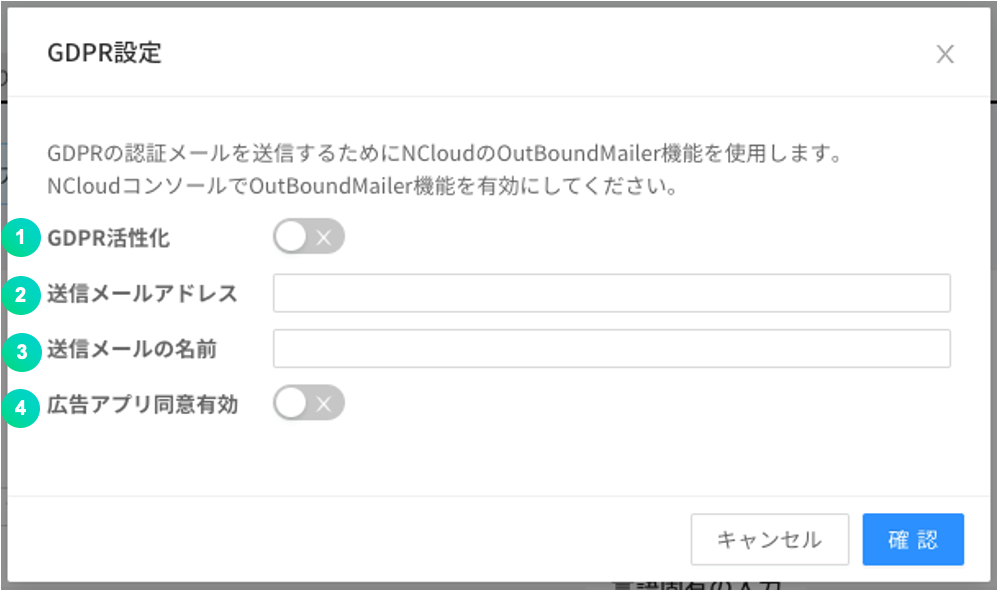 GDPR設定
GDPRの認証メールを送信するためにNCloudのOutBoundMailer機能を使用します。
NCloudコンソールでOutBoundMailer機能を有効にしてください。
1 GDPR活性化
2 送信メールアドレス
3 送信メールの名前
4 広告アプリ同意有効
キャンセル 確認